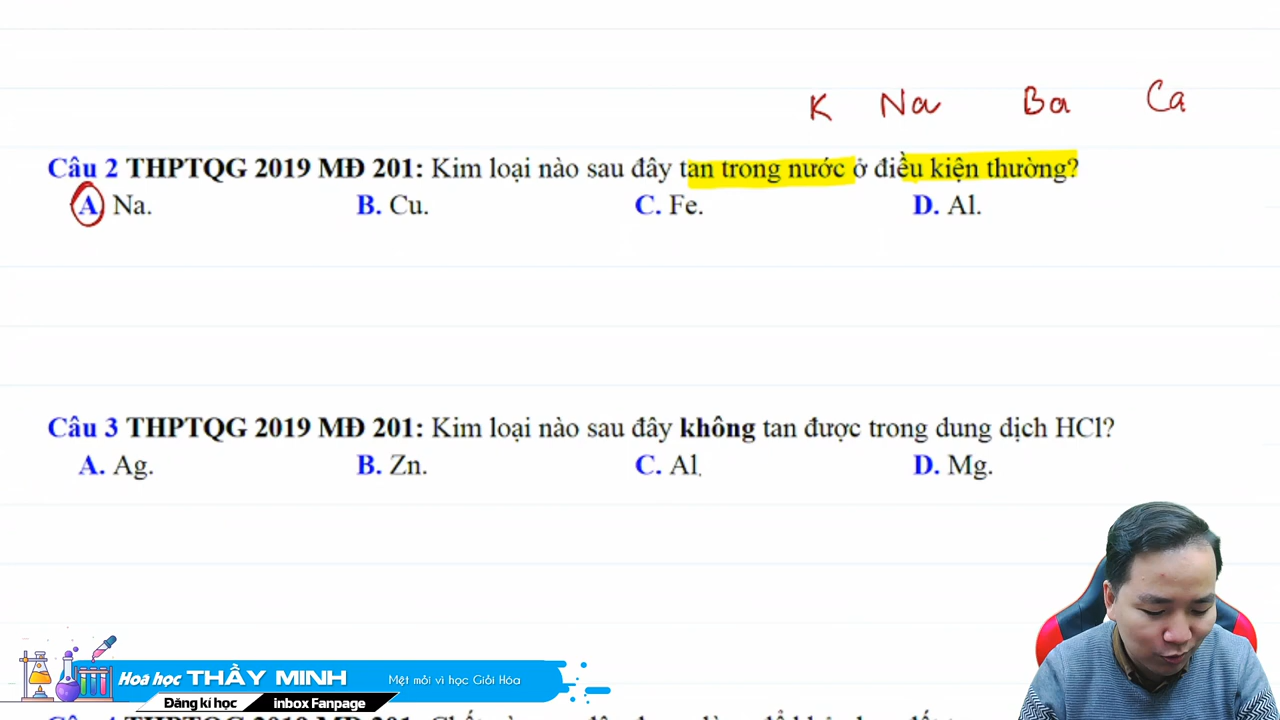 K Na Ba Ca
Câu 2 THPTQG 2019 MĐ 201: Kim loại nào sau đây tan trong nước ở điều kiện thường?
A. Na. B. Cu. C. Fe. D. Al.
Câu 3 THPTQG 2019 MĐ 201: Kim loại nào sau đây không tan được trong dung dịch HCl?
A. Ag. B. Zn. C. Al. D. Mg.
Hoá học THẦY MINH Mệt mỏi vì học Giỏi Hóa
Đăng kí học inbox Fanpage